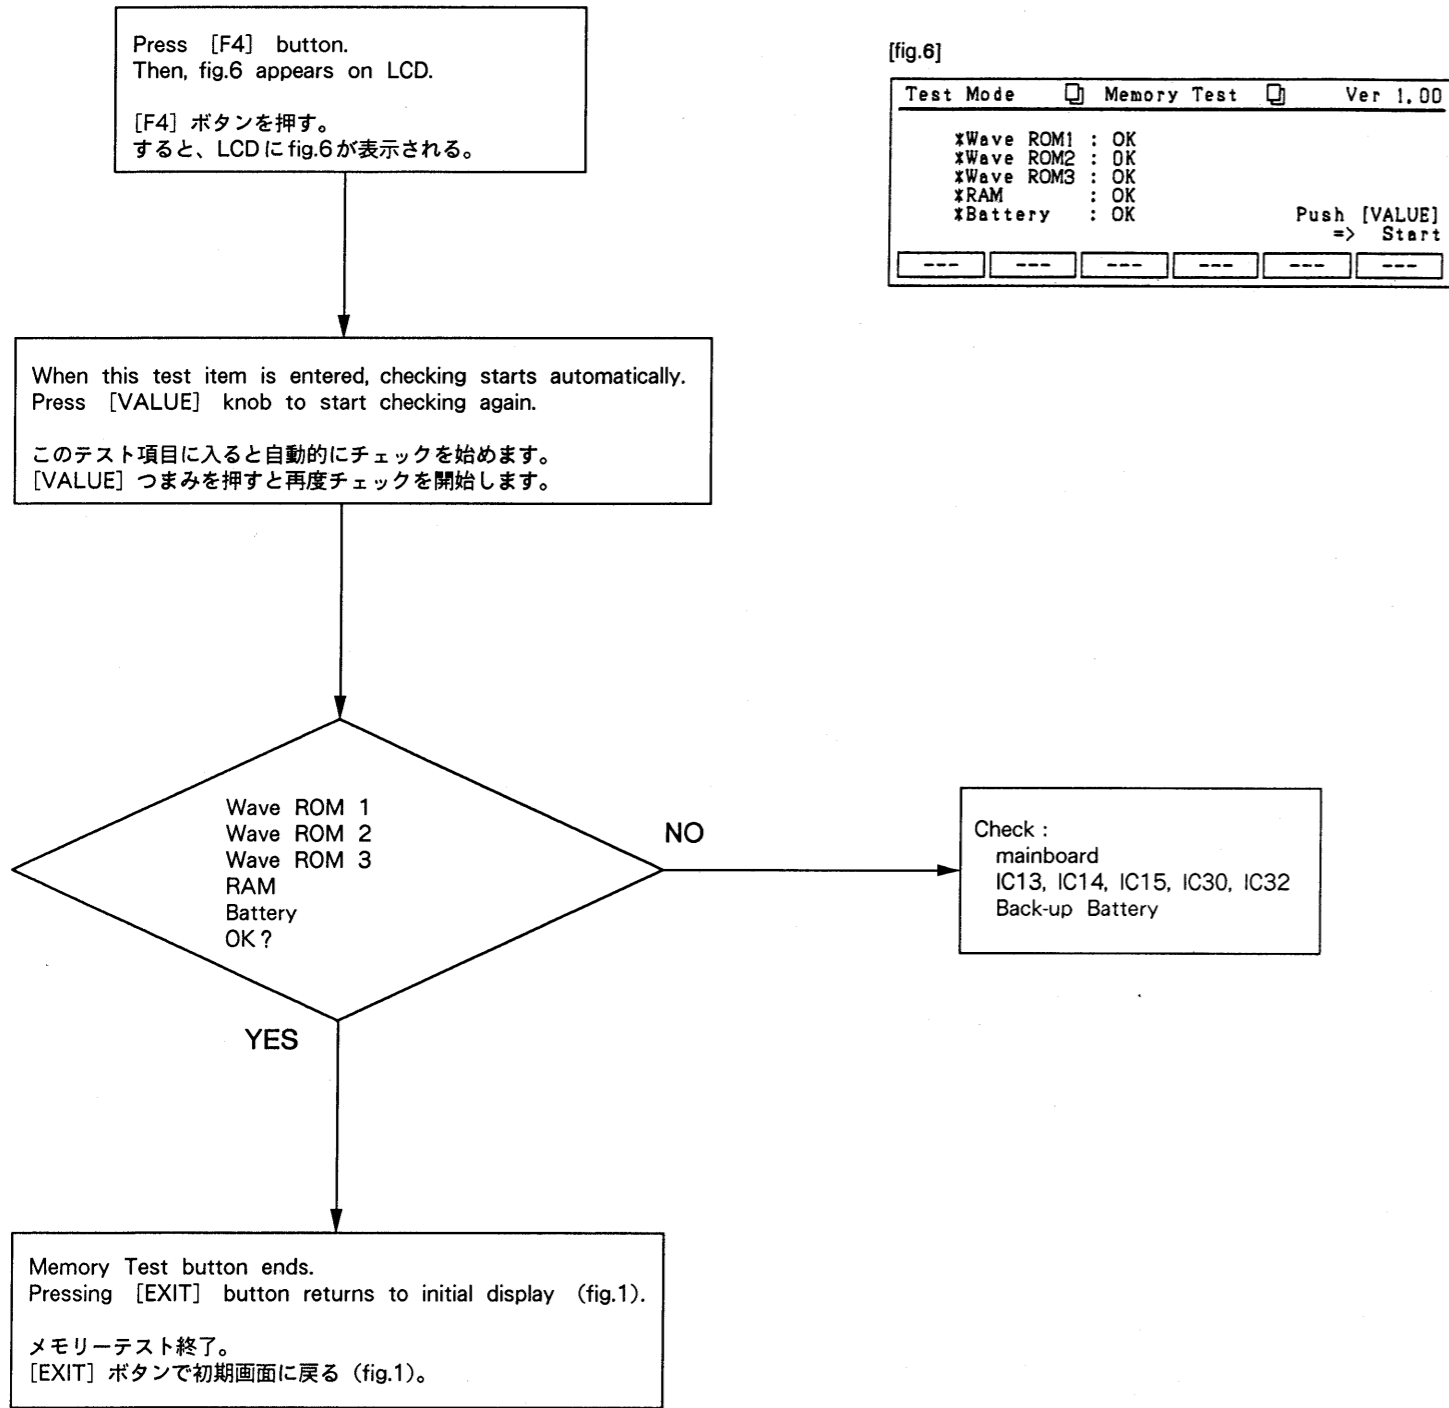 Press [F4] button.
Then, fig.6 appears on LCD.
[F4] ボタンを押す。
すると、LCDにfig.6が表示される。
[fig.6]
Test Mode Memory Test Ver 1.00
*Wave ROM1 : OK
*Wave ROM2 : OK
*Wave ROM3 : OK
*RAM : OK
*Battery : OK Push [VALUE]
=> Start
--- --- --- --- --- ---
When this test item is entered, checking starts automatically.
Press [VALUE] knob to start checking again.
このテスト項目に入ると自動的にチェックを始めます。
[VALUE] つまみを押すと再度チェックを開始します。
Wave ROM 1
Wave ROM 2
Wave ROM 3
RAM
Battery
OK?
NO
Check :
mainboard
IC13, IC14, IC15, IC30, IC32
Back-up Battery
YES
Memory Test button ends.
Pressing [EXIT] button returns to initial display (fig.1).
メモリーテスト終了。
[EXIT] ボタンで初期画面に戻る (fig.1)。